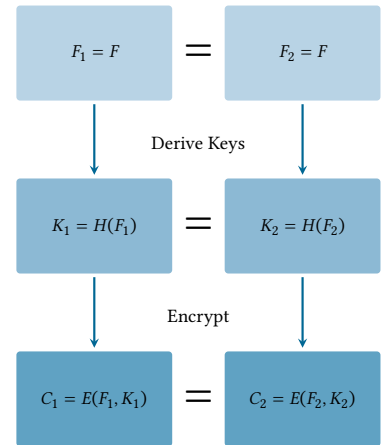 F₁ = F = F₂ = F
Derive Keys
K₁ = H(F₁) = K₂ = H(F₂)
Encrypt
C₁ = E(F₁, K₁) = C₂ = E(F₂, K₂)